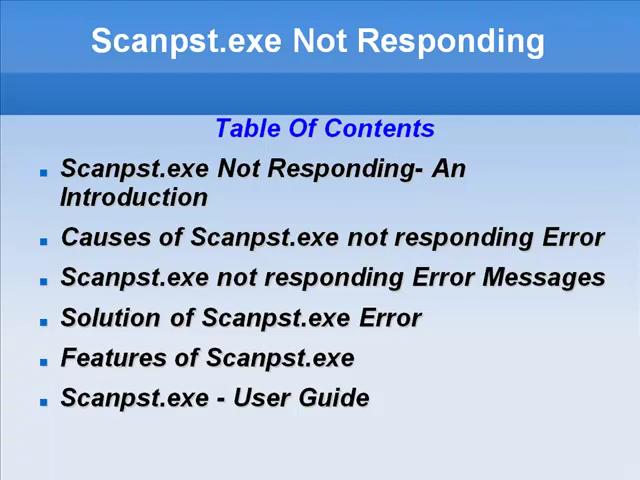 Scanpst.exe Not Responding
Table Of Contents
Scanpst.exe Not Responding- An
Introduction
Causes of Scanpst.exe not responding Error
Scanpst.exe not responding Error Messages
Solution of Scanpst.exe Error
Features of Scanpst.exe
Scanpst.exe - User Guide